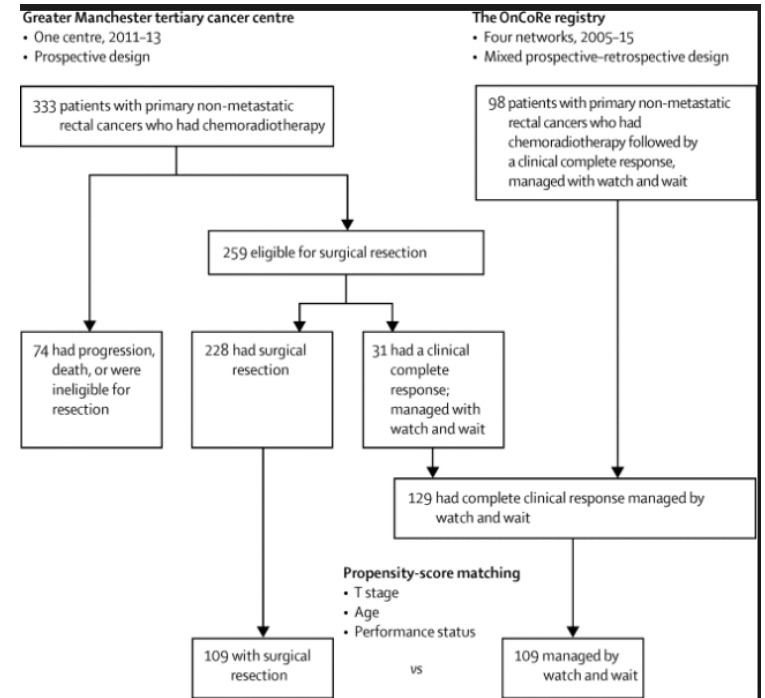 Greater Manchester tertiary cancer centre
• One centre, 2011–13
• Prospective design
The OnCoRe registry
• Four networks, 2005–15
• Mixed prospective–retrospective design
333 patients with primary non-metastatic
rectal cancers who had chemoradiotherapy
98 patients with primary non-metastatic
rectal cancers who had
chemoradiotherapy followed by
a clinical complete response,
managed with watch and wait
259 eligible for surgical resection
74 had progression,
death, or were
ineligible for
resection
228 had surgical
resection
31 had a clinical
complete
response;
managed with
watch and wait
129 had complete clinical response managed by
watch and wait
Propensity-score matching
• T stage
• Age
• Performance status
109 with surgical
resection
vs
109 managed by
watch and wait